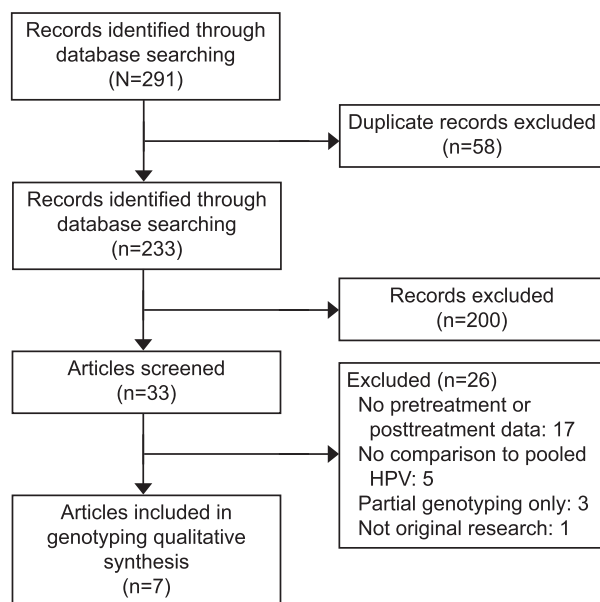 Records identified through
database searching
(N=291)
Duplicate records excluded
(n=58)
Records identified through
database searching
(n=233)
Records excluded
(n=200)
Articles screened
(n=33)
Excluded (n=26)
No pretreatment or
posttreatment data: 17
No comparison to pooled
HPV: 5
Partial genotyping only: 3
Not original research: 1
Articles included in
genotyping qualitative
synthesis
(n=7)